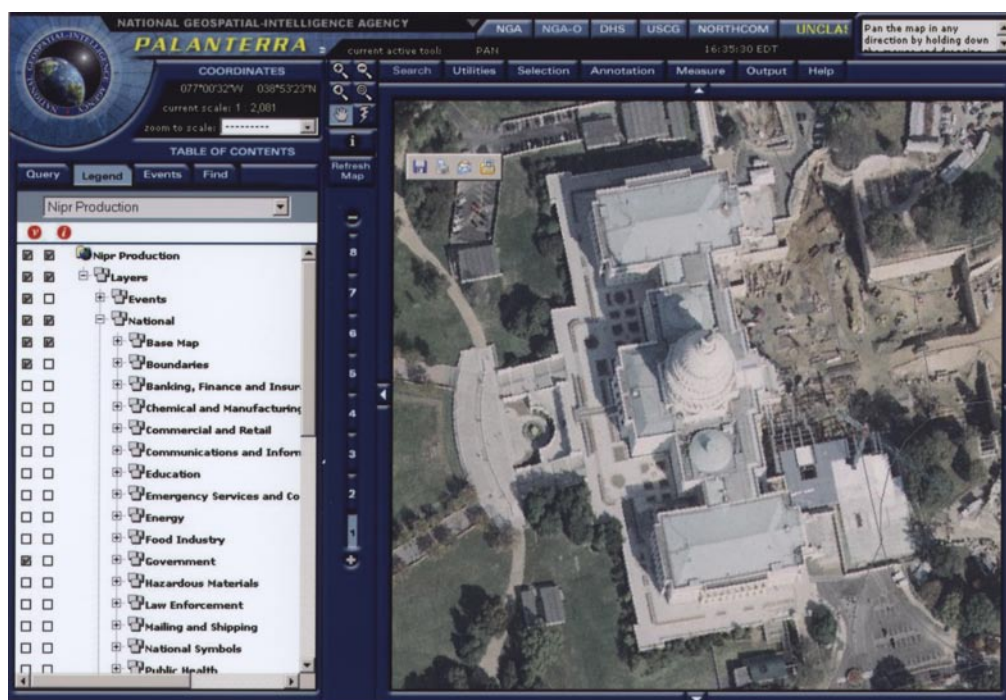 NATIONAL GEOSPATIAL-INTELLIGENCE AGENCY
NGA NGA-O DHS USCG NORTHCOM UNCLAS
Pan the map in any
direction by holding down
PALANTERRA
current active tool: PAN 16:35:30 EDT
COORDINATES
077°00'32"W 038°53'23"N
current scale: 1 : 2,081
zoom to scale: ---------
Search Utilities Selection Annotation Measure Output Help
TABLE OF CONTENTS
Query Legend Events Find
i
Refresh
Map
Nipr Production
v i
Nipr Production
Layers
Events
National
Base Map
Boundaries
Banking, Finance and Insur
Chemical and Manufacturing
Commercial and Retail
Communications and Inform
Education
Emergency Services and Co
Energy
Food Industry
Government
Hazardous Materials
Law Enforcement
Mailing and Shipping
National Symbols
Public Health
8
7
6
5
4
3
2
1